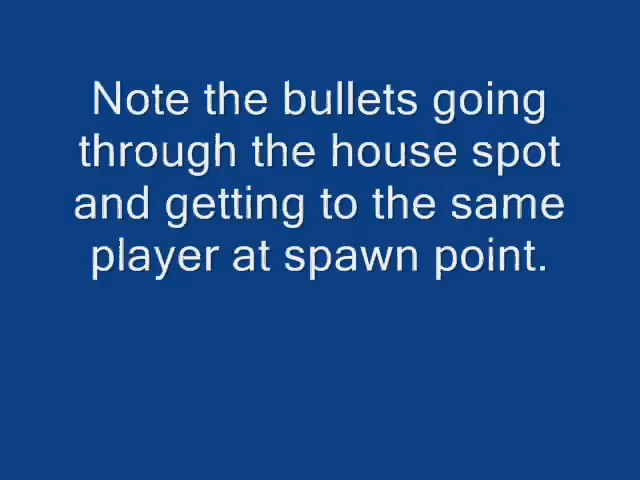 Note the bullets going
through the house spot
and getting to the same
player at spawn point.